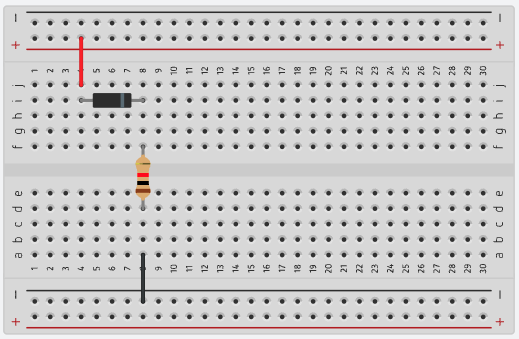 − −
+ +
1 2 3 4 5 6 7 8 9 10 11 12 13 14 15 16 17 18 19 20 21 22 23 24 25 26 27 28 29 30
j j
i i
h h
g g
f f
e e
d d
c c
b b
a a
1 2 3 4 5 6 7 8 9 10 11 12 13 14 15 16 17 18 19 20 21 22 23 24 25 26 27 28 29 30
− −
+ +